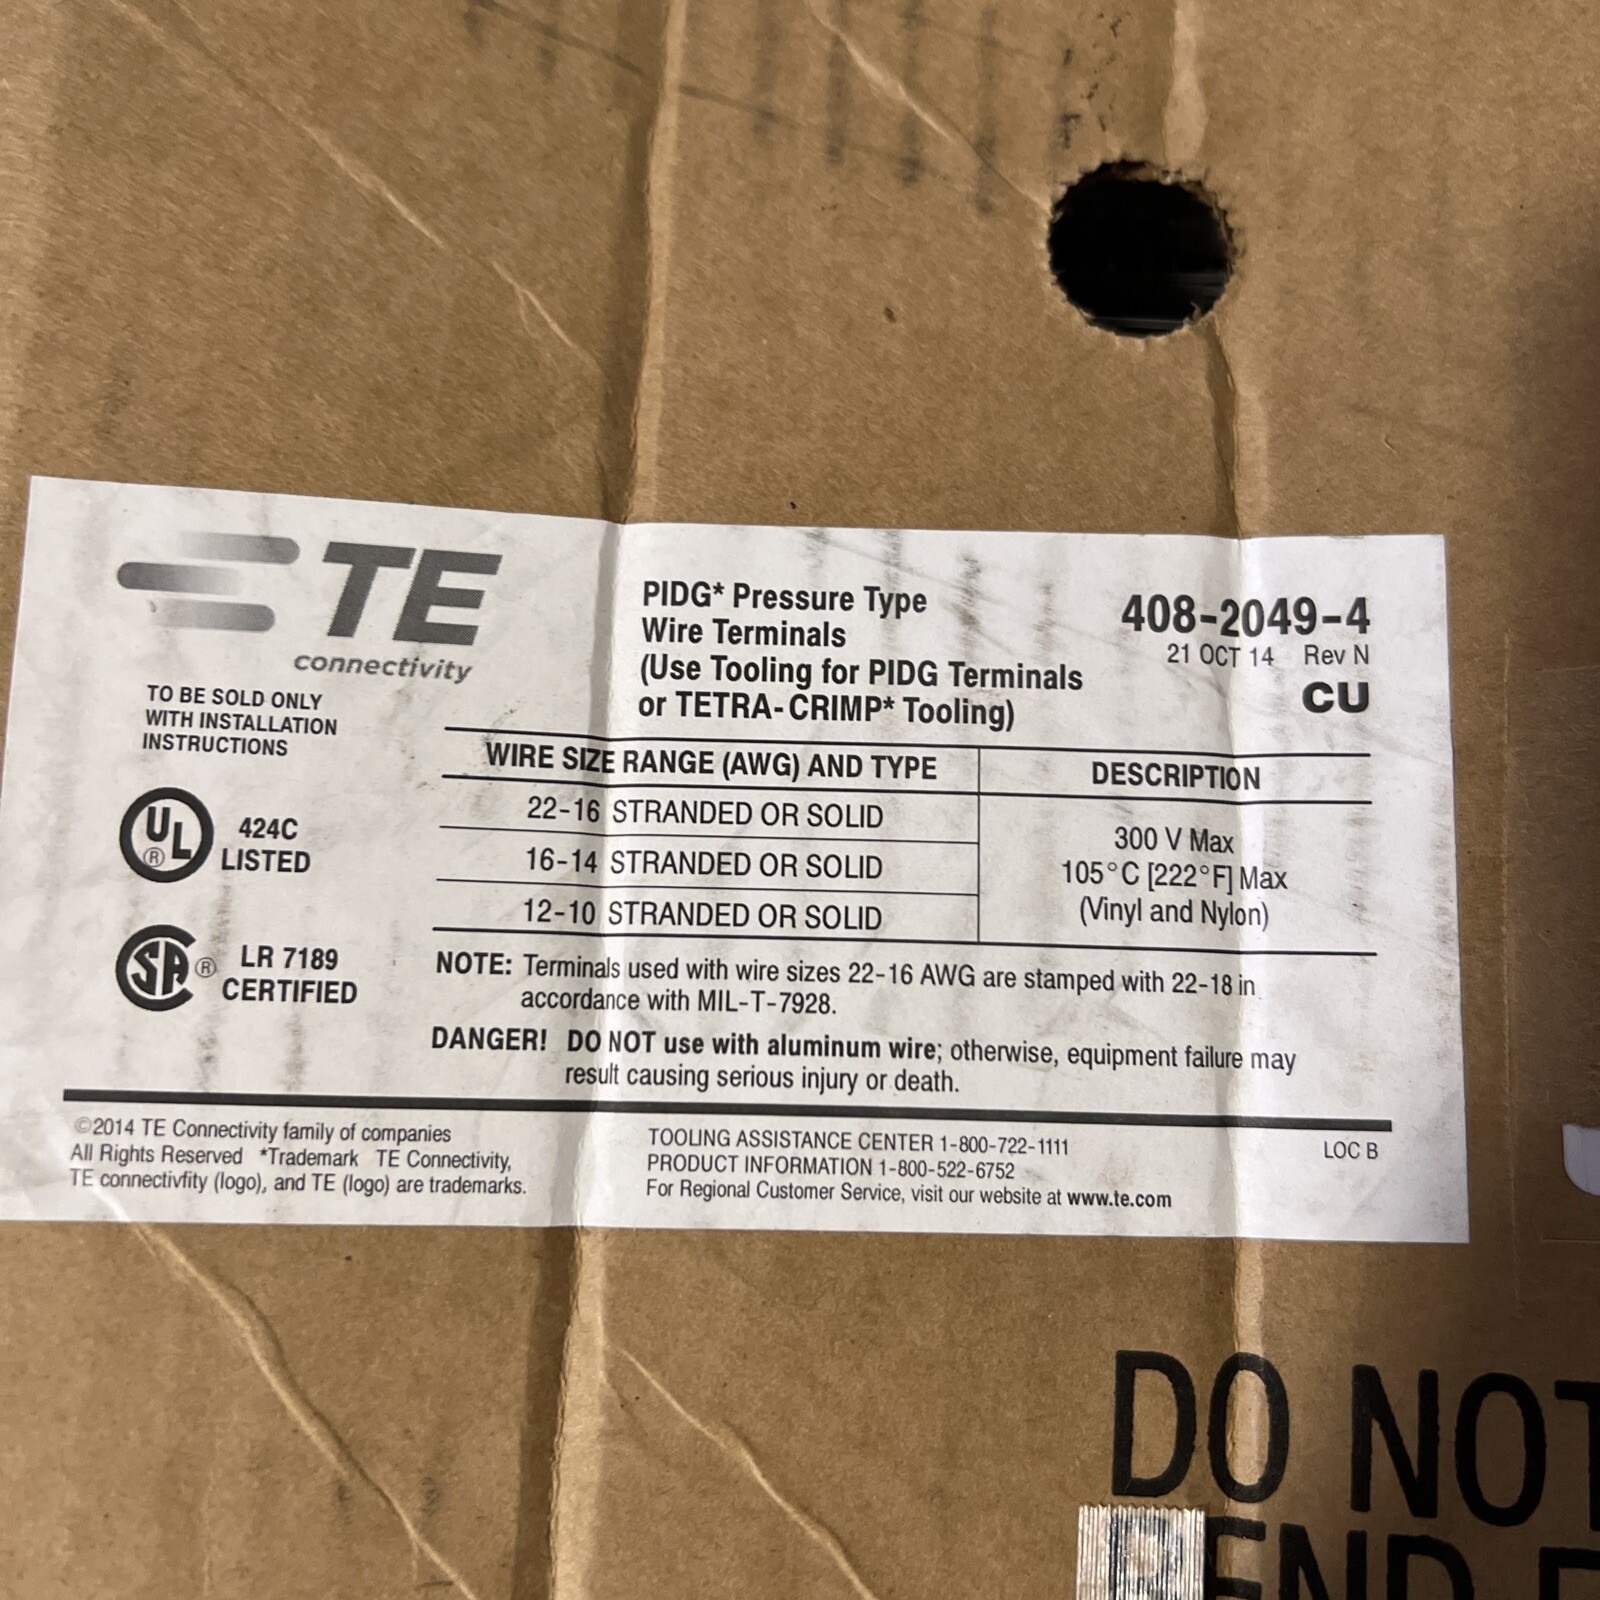 TE
connectivity
TO BE SOLD ONLY
WITH INSTALLATION
INSTRUCTIONS
UL
®
424C
LISTED
SA ®
LR 7189
CERTIFIED
PIDG* Pressure Type
Wire Terminals
(Use Tooling for PIDG Terminals
or TETRA-CRIMP* Tooling)
408-2049-4
21 OCT 14 Rev N
CU
WIRE SIZE RANGE (AWG) AND TYPE
DESCRIPTION
22-16 STRANDED OR SOLID
16-14 STRANDED OR SOLID
12-10 STRANDED OR SOLID
300 V Max
105°C [222°F] Max
(Vinyl and Nylon)
NOTE: Terminals used with wire sizes 22-16 AWG are stamped with 22-18 in
accordance with MIL-T-7928.
DANGER! DO NOT use with aluminum wire; otherwise, equipment failure may
result causing serious injury or death.
©2014 TE Connectivity family of companies
All Rights Reserved *Trademark TE Connectivity,
TE connectivfity (logo), and TE (logo) are trademarks.
TOOLING ASSISTANCE CENTER 1-800-722-1111
PRODUCT INFORMATION 1-800-522-6752
For Regional Customer Service, visit our website at www.te.com
LOC B
DO NOT